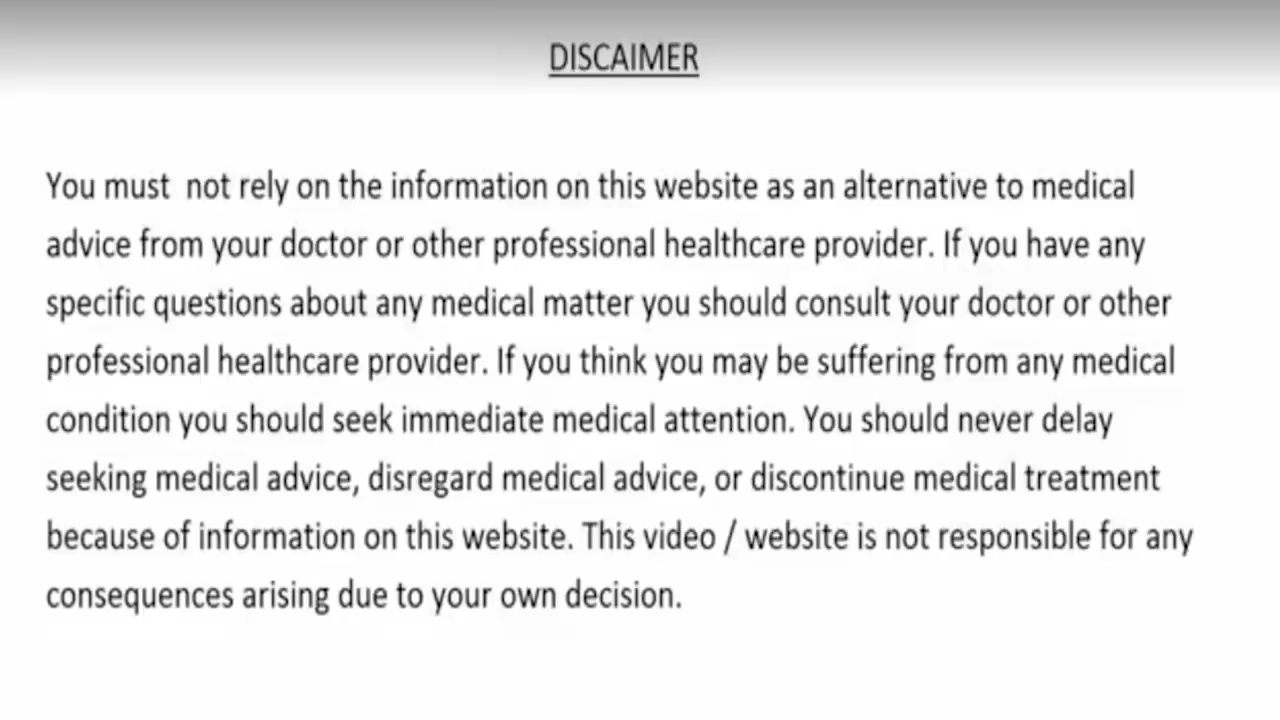 DISCAIMER
You must  not rely on the information on this website as an alternative to medical
advice from your doctor or other professional healthcare provider. If you have any
specific questions about any medical matter you should consult your doctor or other
professional healthcare provider. If you think you may be suffering from any medical
condition you should seek immediate medical attention. You should never delay
seeking medical advice, disregard medical advice, or discontinue medical treatment
because of information on this website. This video / website is not responsible for any
consequences arising due to your own decision.